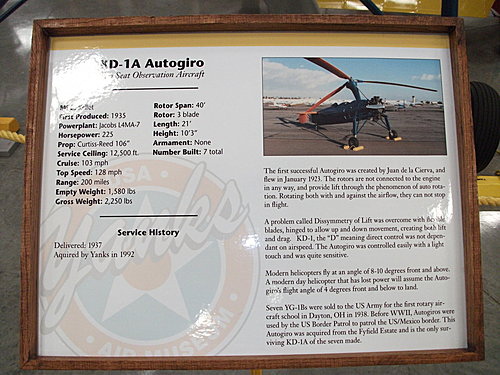 KD-1A Autogiro
Seat Observation Aircraft
First Produced: 1935
Powerplant: Jacobs L4MA-7
Horsepower: 225
Prop: Curtiss-Reed 106"
Service Ceiling: 12,500 ft.
Cruise: 103 mph
Top Speed: 128 mph
Range: 200 miles
Empty Weight: 1,580 lbs
Gross Weight: 2,250 lbs
Rotor Span: 40'
Rotor: 3 blade
Length: 21'
Height: 10'3"
Armament: None
Number Built: 7 total
Service History
Delivered: 1937
Aquired by Yanks in 1992
USA
Yanks
AIR MUSEUM
The first successful Autogiro was created by Juan de la Cierva, and
flew in January 1923. The rotors are not connected to the engine
in any way, and provide lift through the phenomenon of auto rota-
tion. Rotating both with and against the airflow, they can not stop
in flight.
A problem called Dissymmetry of Lift was overcome with flexible
blades, hinged to allow up and down movement, creating both lift
and drag. KD-1, the "D" meaning direct control was not depen-
dant on airspeed. The Autogiro was controlled easily with a light
touch and was quite sensitive.
Modern helicopters fly at an angle of 8-10 degrees front and above.
A modern day helicopter that has lost power will assume the Auto-
giro's flight angle of 4 degrees front and below to land.
Seven YG-1Bs were sold to the US Army for the first rotary air-
craft school in Dayton, OH in 1938. Before WWII, Autogiros were
used by the US Border Patrol to patrol the US/Mexico border. This
Autogiro was acquired from the Fyfield Estate and is the only sur-
viving KD-1A of the seven made.